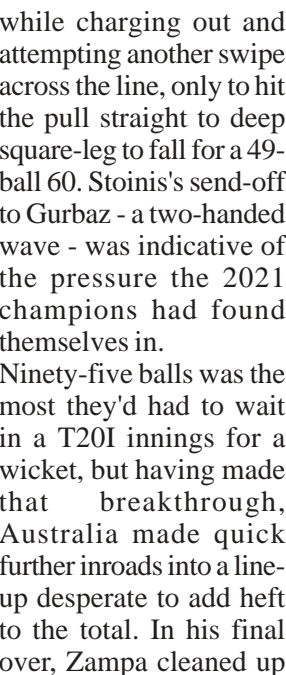 while charging out and
attempting another swipe
across the line, only to hit
the pull straight to deep
square-leg to fall for a 49-
ball 60. Stoinis's send-off
to Gurbaz - a two-handed
wave - was indicative of
the pressure the 2021
champions had found
themselves in.
Ninety-five balls was the
most they'd had to wait
in a T20I innings for a
wicket, but having made
that breakthrough,
Australia made quick
further inroads into a line-
up desperate to add heft
to the total. In his final
over, Zampa cleaned up